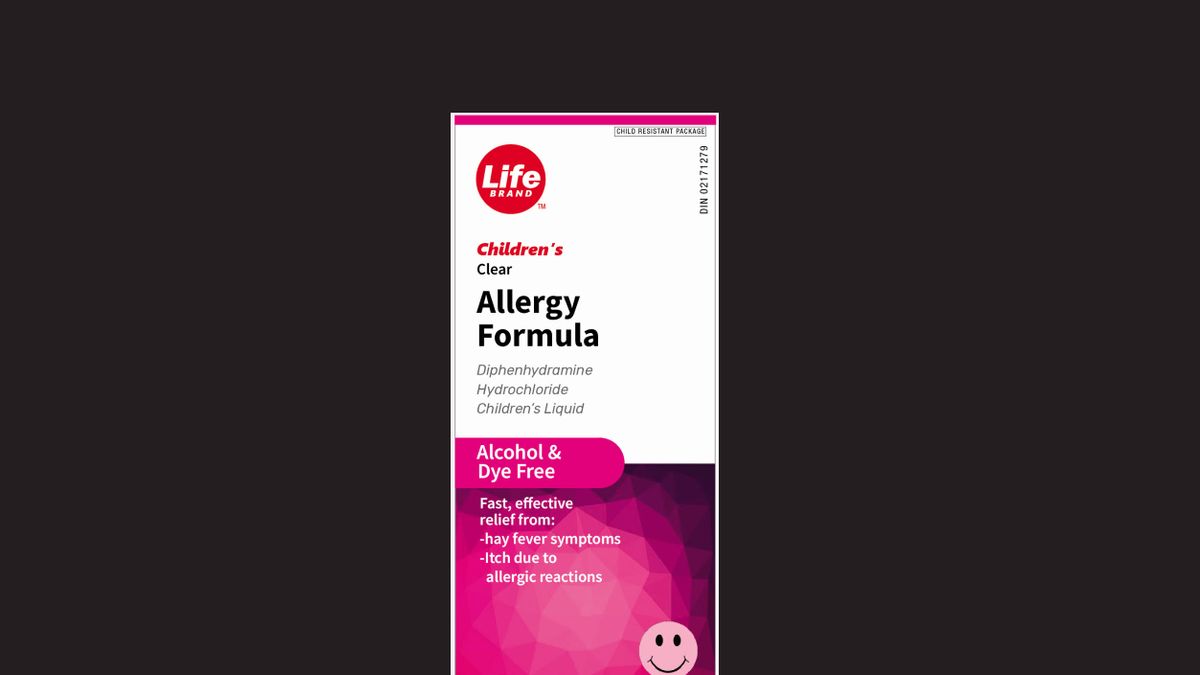 CHILD RESISTANT PACKAGE
DIN 02171279
Life
BRAND
TM
Children's
Clear
Allergy
Formula
Diphenhydramine
Hydrochloride
Children's Liquid
Alcohol &
Dye Free
Fast, effective
relief from:
-hay fever symptoms
-Itch due to
allergic reactions